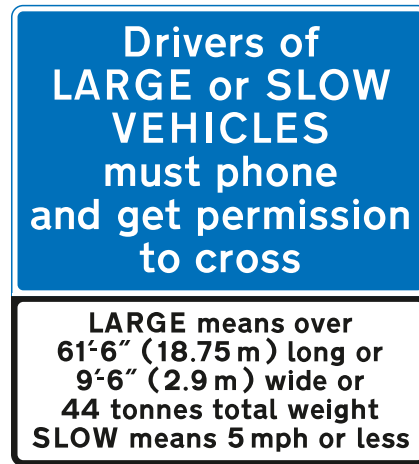 Drivers of
LARGE or SLOW
VEHICLES
must phone
and get permission
to cross
LARGE means over
61'-6" (18.75 m) long or
9'-6" (2.9 m) wide or
44 tonnes total weight
SLOW means 5 mph or less